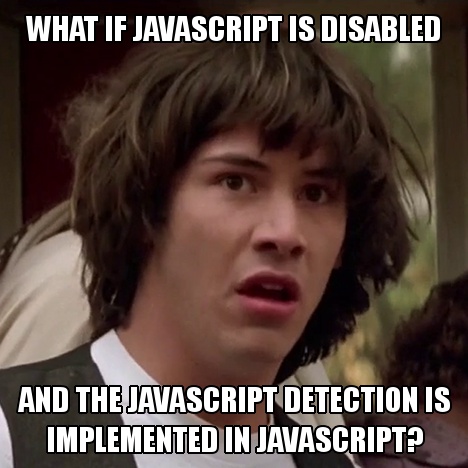 WHAT IF JAVASCRIPT IS DISABLED
AND THE JAVASCRIPT DETECTION IS
IMPLEMENTED IN JAVASCRIPT?